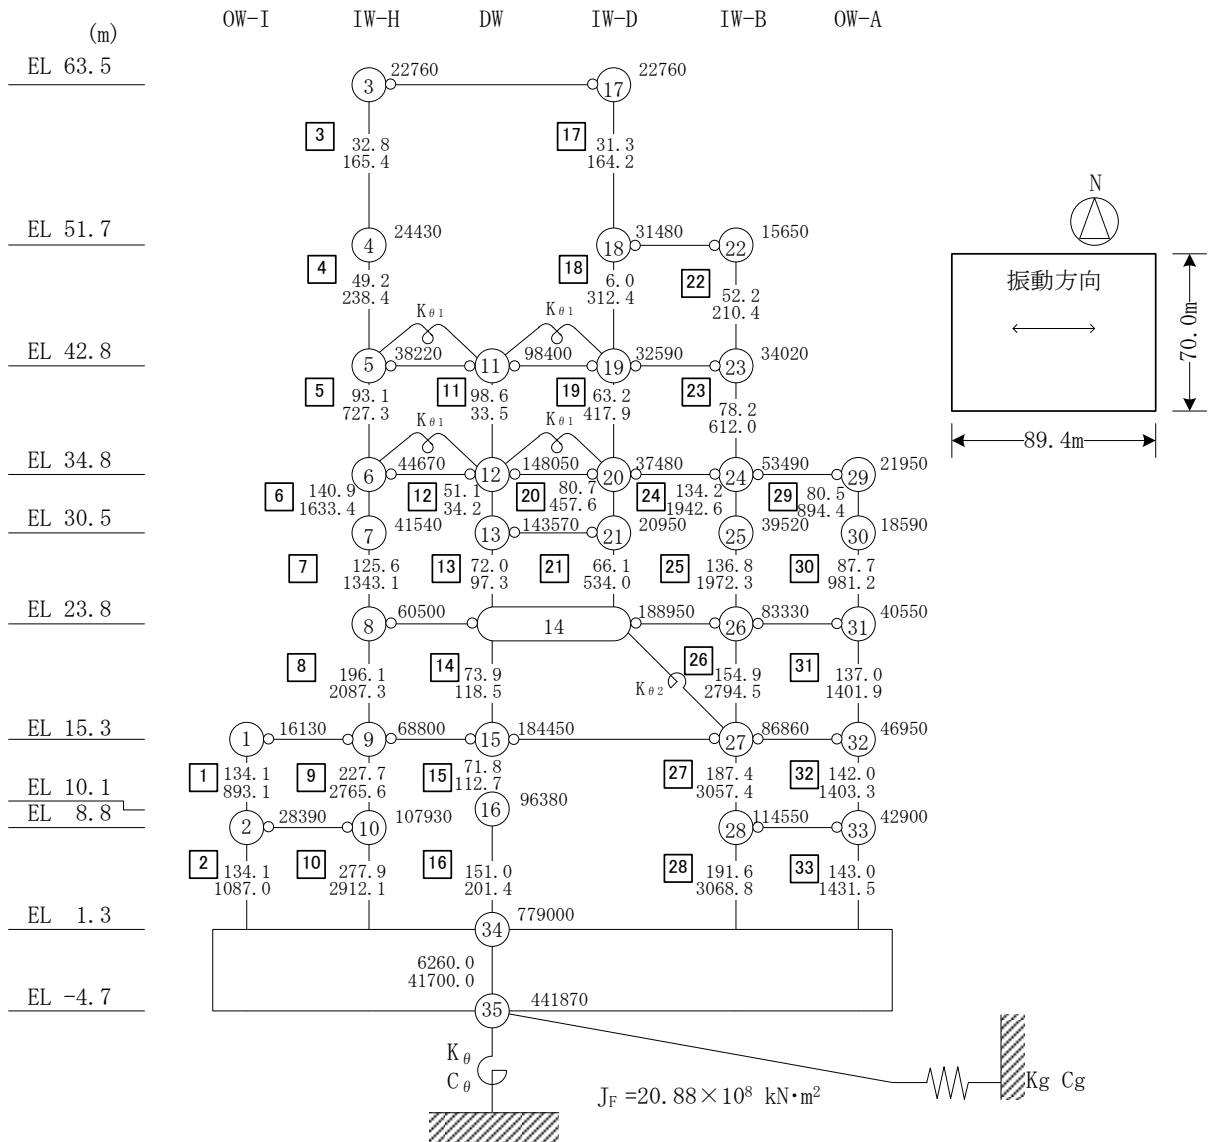 OW-I IW-H DW IW-D IW-B OW-A
(m)
EL 63.5
3 22760 17 22760
3 32.8 17 31.3
165.4 164.2
N
EL 51.7
4 24430 18 31480 22 15650
4 49.2 18 6.0 22 52.2
238.4 312.4 210.4
振動方向
70.0m
89.4m
Kθ1 Kθ1
EL 42.8
5 38220 11 98400 19 32590 23 34020
5 93.1 11 98.6 19 63.2 23 78.2
727.3 33.5 417.9 612.0
Kθ1 Kθ1
EL 34.8
6 44670 12 148050 20 37480 24 53490 29 21950
6 140.9 12 51.1 20 80.7 24 134.2 29 80.5
1633.4 34.2 457.6 1942.6 894.4
EL 30.5
7 41540 13 143570 21 20950 25 39520 30 18590
7 125.6 13 72.0 21 66.1 25 136.8 30 87.7
1343.1 97.3 534.0 1972.3 981.2
EL 23.8
8 60500 14 188950 26 83330 31 40550
8 196.1 14 73.9 26 154.9 31 137.0
2087.3 118.5 2794.5 1401.9
Kθ2
EL 15.3
1 16130 9 68800 15 184450 27 86860 32 46950
1 134.1 9 227.7 15 71.8 27 187.4 32 142.0
893.1 2765.6 112.7 3057.4 1403.3
EL 10.1
16 96380
EL 8.8
2 28390 10 107930 28 114550 33 42900
2 134.1 10 277.9 16 151.0 28 191.6 33 143.0
1087.0 2912.1 201.4 3068.8 1431.5
EL 1.3
34 779000
6260.0
41700.0
EL -4.7
35 441870
Kθ
Cθ
JF =20.88×10⁸ kN･m²
Kg Cg